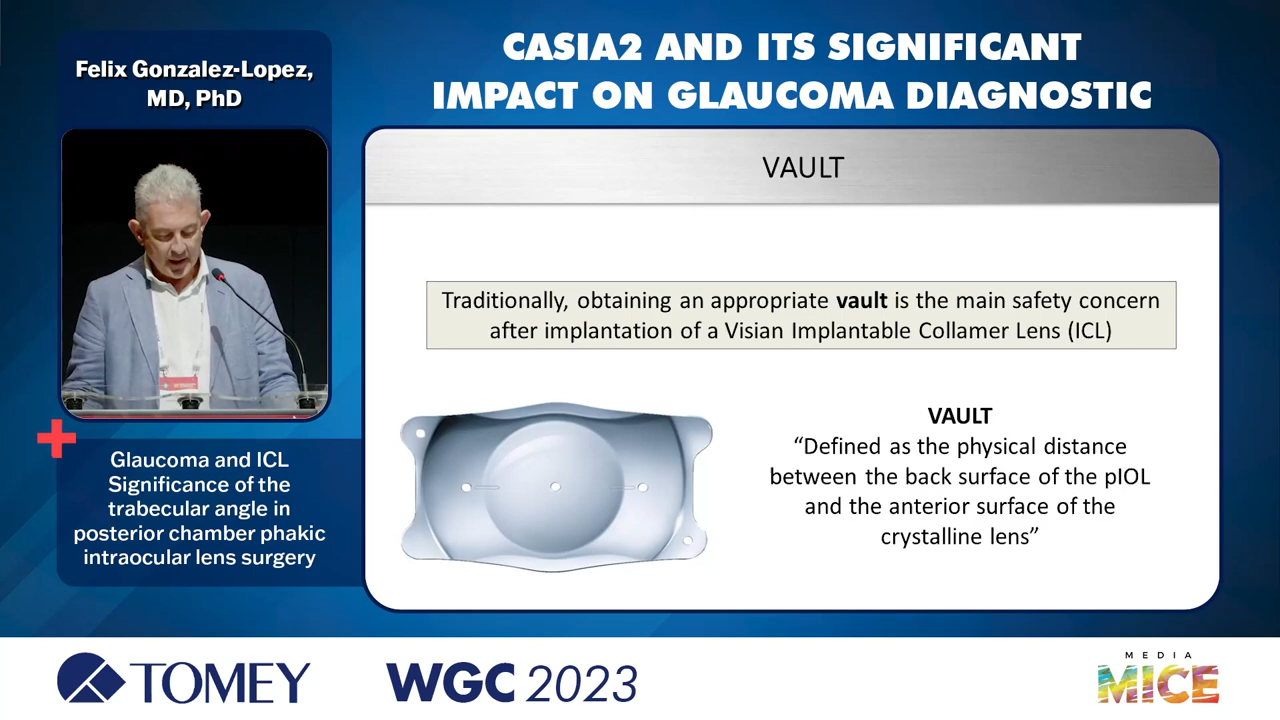 CASIA2 AND ITS SIGNIFICANT
IMPACT ON GLAUCOMA DIAGNOSTIC
Felix Gonzalez-Lopez,
MD, PhD
Glaucoma and ICL
Significance of the
trabecular angle in
posterior chamber phakic
intraocular lens surgery
VAULT
Traditionally, obtaining an appropriate vault is the main safety concern
after implantation of a Visian Implantable Collamer Lens (ICL)
VAULT
“Defined as the physical distance
between the back surface of the pIOL
and the anterior surface of the
crystalline lens”
TOMEY
WGC 2023
MEDIA
MICE